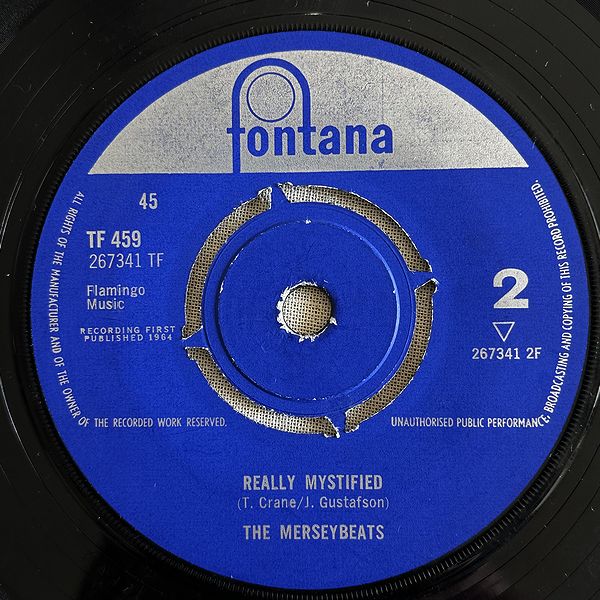 fontana
45
TF 459
267341 TF
Flamingo
Music
RECORDING FIRST
PUBLISHED 1964
2
267341 2F
ALL RIGHTS OF THE MANUFACTURER AND OF THE OWNER OF THE RECORDED WORK RESERVED.
UNAUTHORISED PUBLIC PERFORMANCE, BROADCASTING AND COPYING OF THIS RECORD PROHIBITED.
REALLY MYSTIFIED
(T. Crane/J. Gustafson)
THE MERSEYBEATS